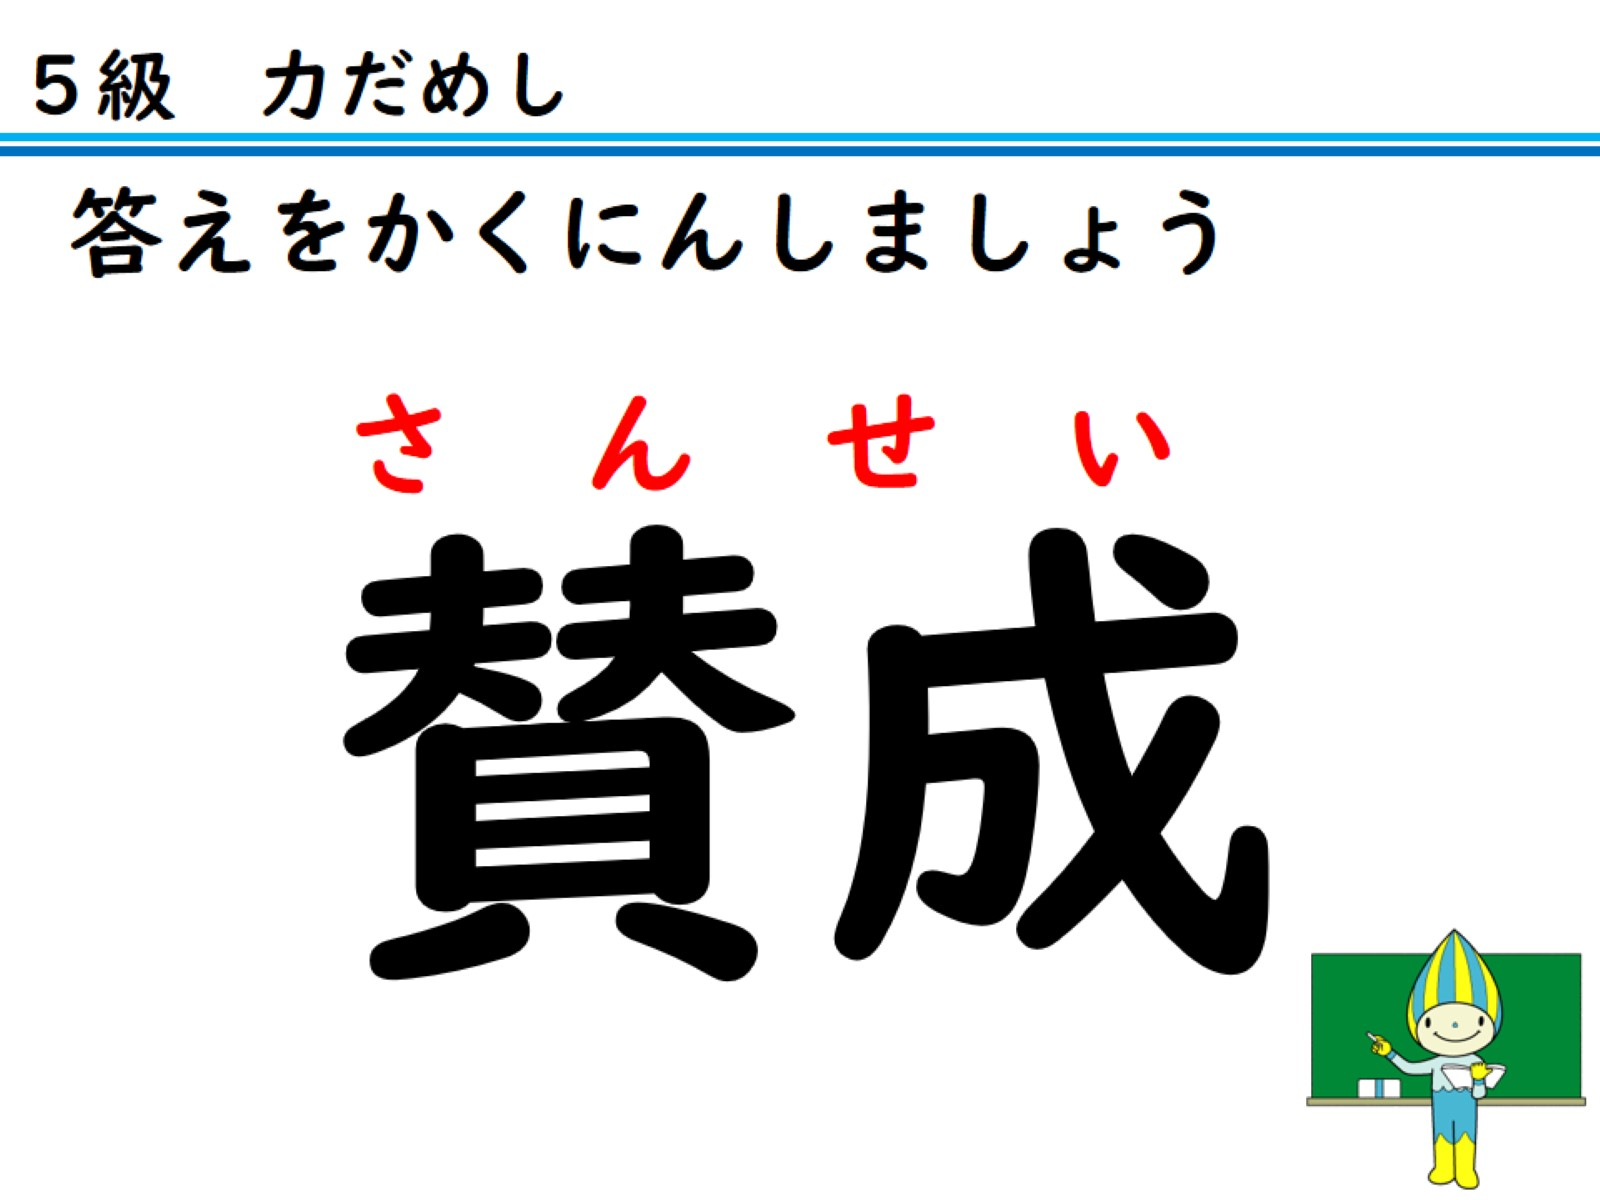 ５級　力だめし
答えをかくにんしましょう
さんせい
賛成